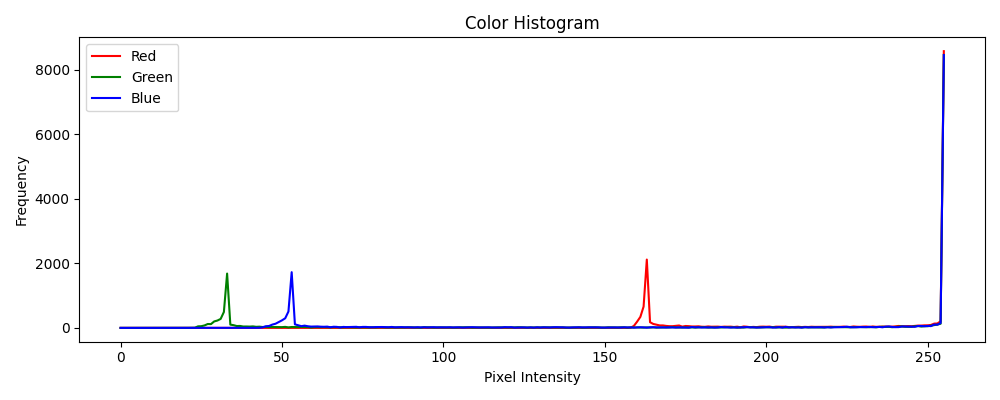 Color Histogram
Red
Green
Blue
Frequency
8000
6000
4000
2000
0
0 50 100 150 200 250
Pixel Intensity